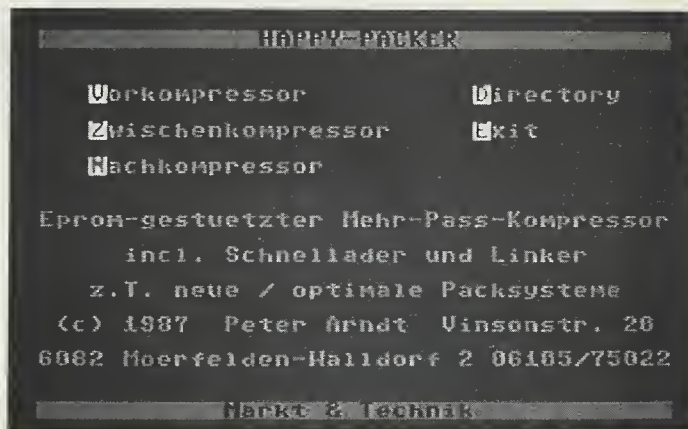 HAPPY-PACKER
Vorkompressor Directory
Zwischenkompressor Exit
Nachkompressor
Eprom-gestuetzter Mehr-Pass-Kompressor
incl. Schnellader und Linker
z.T. neue / optimale Packsysteme
(c) 1987 Peter Arndt Vinsonstr. 20
6082 Moerfelden-Walldorf 2 06105/75022
Markt & Technik